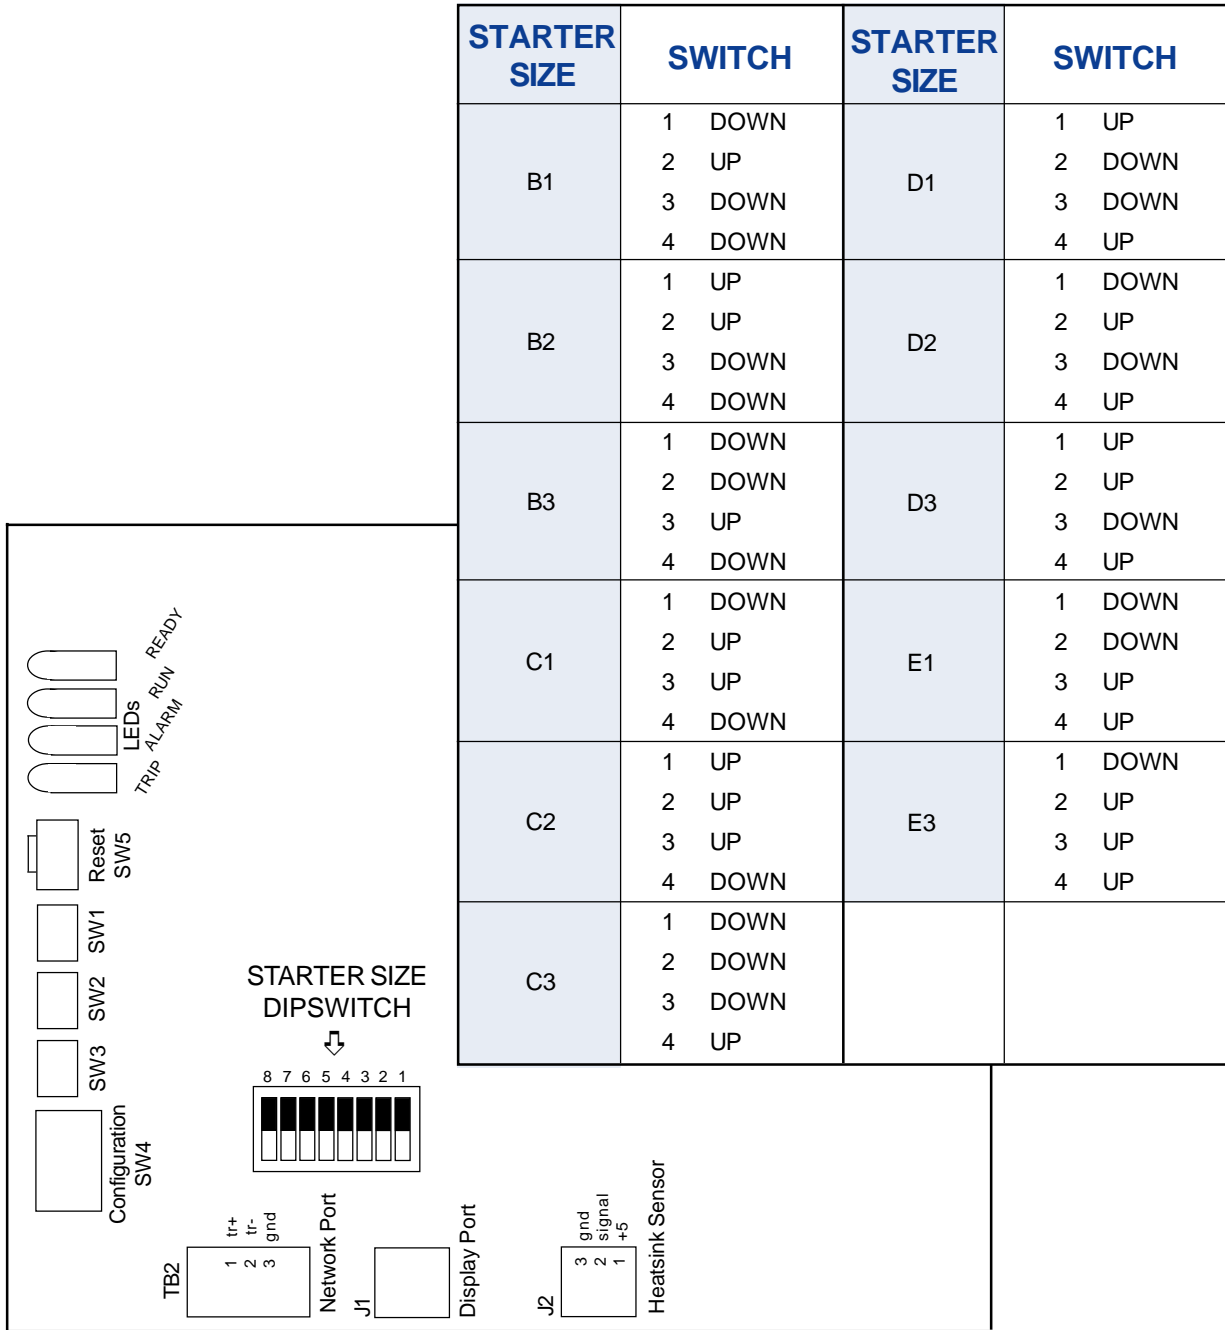 STARTER SIZE SWITCH STARTER SIZE SWITCH
B1
1 DOWN
2 UP
3 DOWN
4 DOWN
D1
1 UP
2 DOWN
3 DOWN
4 UP
B2
1 UP
2 UP
3 DOWN
4 DOWN
D2
1 DOWN
2 UP
3 DOWN
4 UP
B3
1 DOWN
2 DOWN
3 UP
4 DOWN
D3
1 UP
2 UP
3 DOWN
4 UP
C1
1 DOWN
2 UP
3 UP
4 DOWN
E1
1 DOWN
2 DOWN
3 UP
4 UP
C2
1 UP
2 UP
3 UP
4 DOWN
E3
1 DOWN
2 UP
3 UP
4 UP
C3
1 DOWN
2 DOWN
3 DOWN
4 UP
READY
RUN
ALARM
TRIP
LEDs
Reset
SW5
SW1
SW2
SW3
Configuration
SW4
STARTER SIZE
DIPSWITCH
8 7 6 5 4 3 2 1
TB2
1 tr+
2 tr-
3 gnd
Network Port
J1
Display Port
J2
3 gnd
2 signal
1 +5
Heatsink Sensor